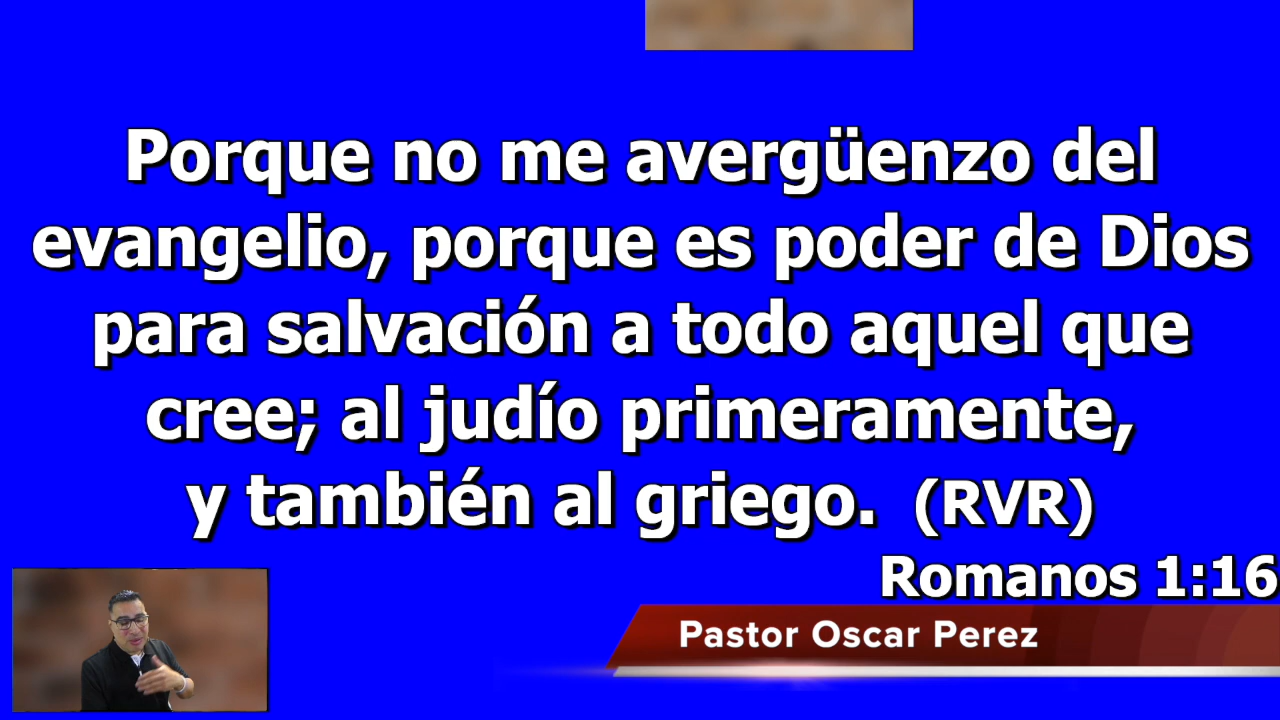 Porque no me avergüenzo del
evangelio, porque es poder de Dios
para salvación a todo aquel que
cree; al judío primeramente,
y también al griego. (RVR)
Romanos 1:16
Pastor Oscar Perez